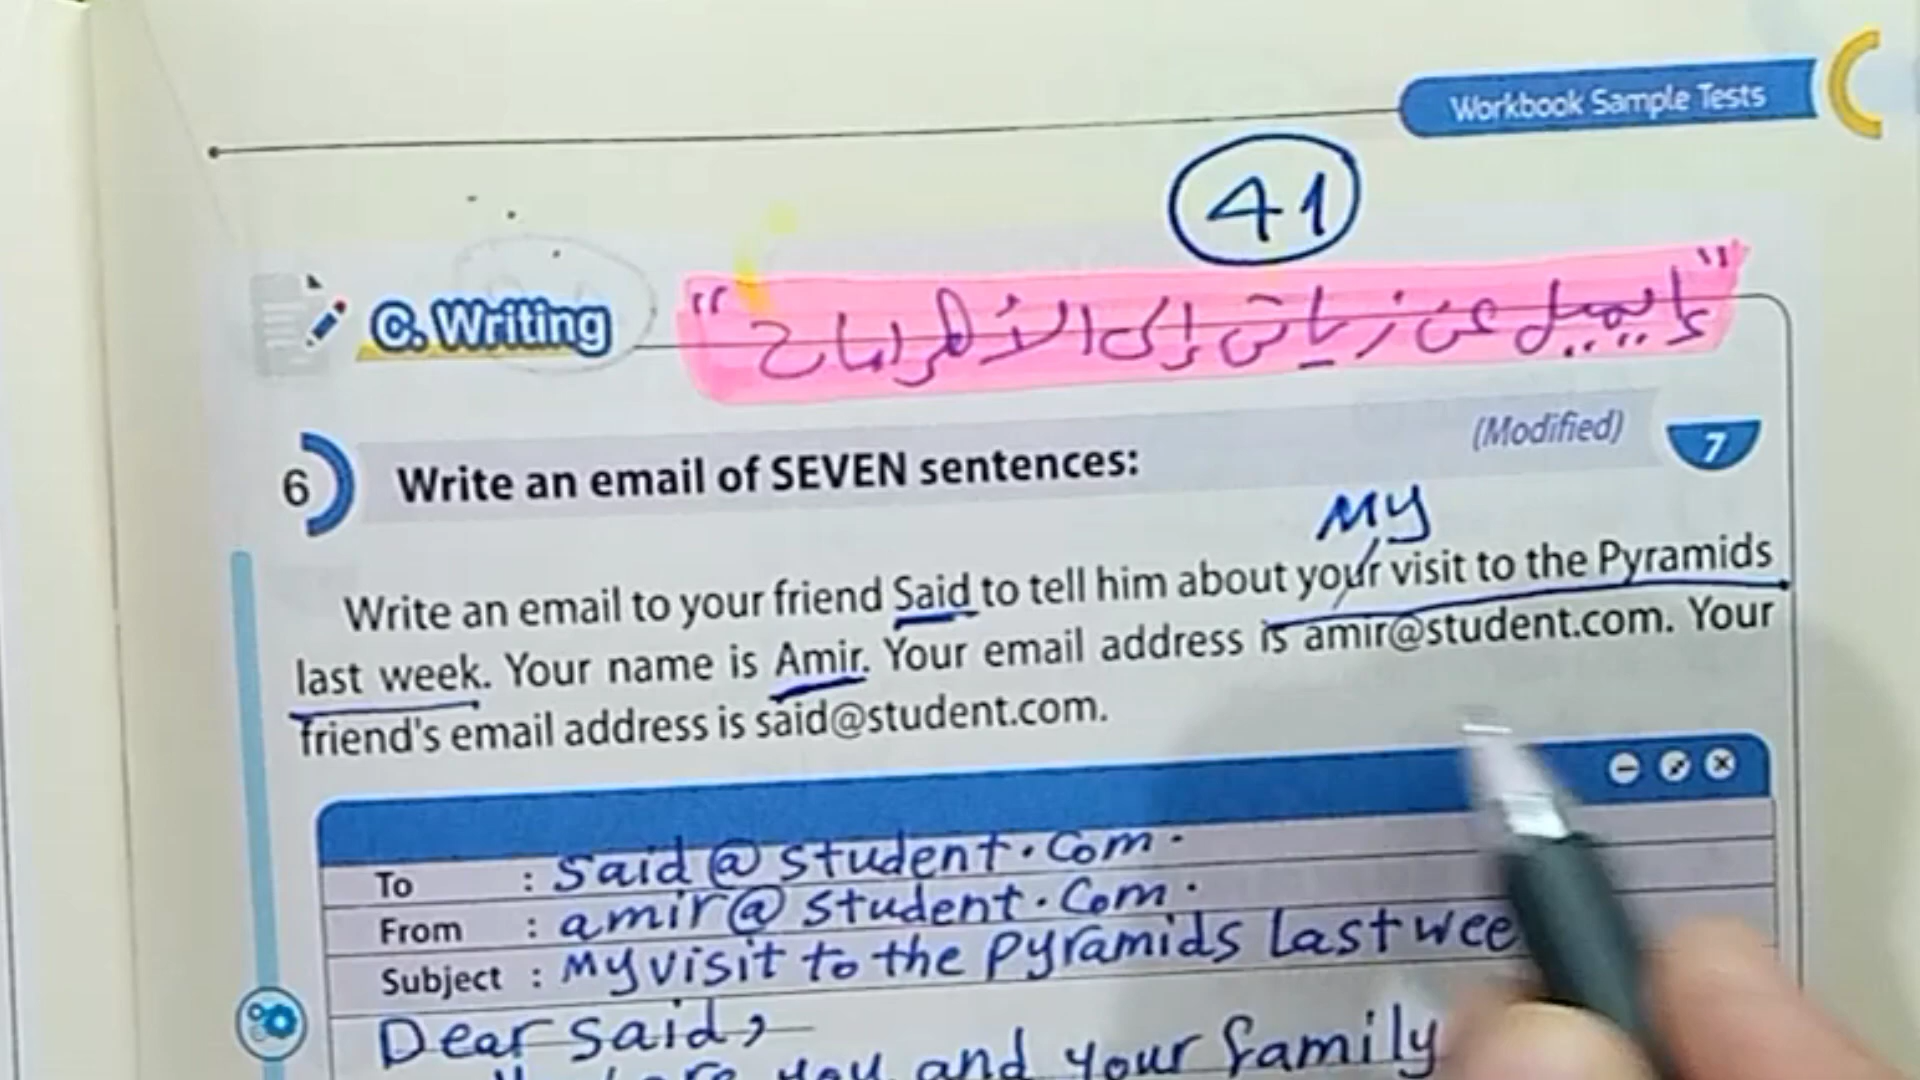 Workbook Sample Tests
41
C. Writing
"إيميل عن زيارتي إلى الأهرامات"
(Modified)
7
6 Write an email of SEVEN sentences:
My
Write an email to your friend Said to tell him about your visit to the Pyramids
last week. Your name is Amir. Your email address is amir@student.com. Your
friend's email address is said@student.com.
To : Said@student.Com.
From : amir@student.Com.
Subject : My visit to the pyramids last wee
Dear Said,
are you and your family